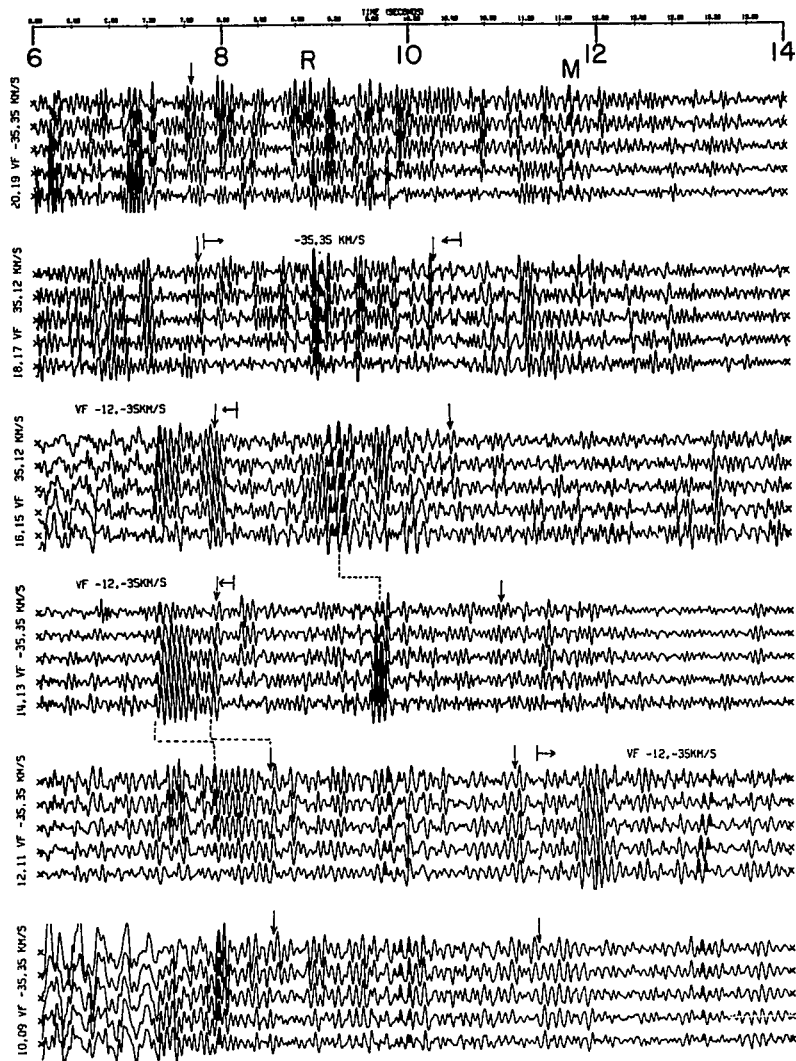 TIME (SECONDS)
6 8 10 12 14
R M
20,19 VF -35,35 KM/S
-35,35 KM/S
18,17 VF 35,12 KM/S
VF -12,-35KM/S
16,15 VF 35,12 KM/S
VF -12,-35KM/S
14,13 VF -35,35 KM/S
VF -12,-35KM/S
12,11 VF -35,35 KM/S
10,09 VF -35,35 KM/S